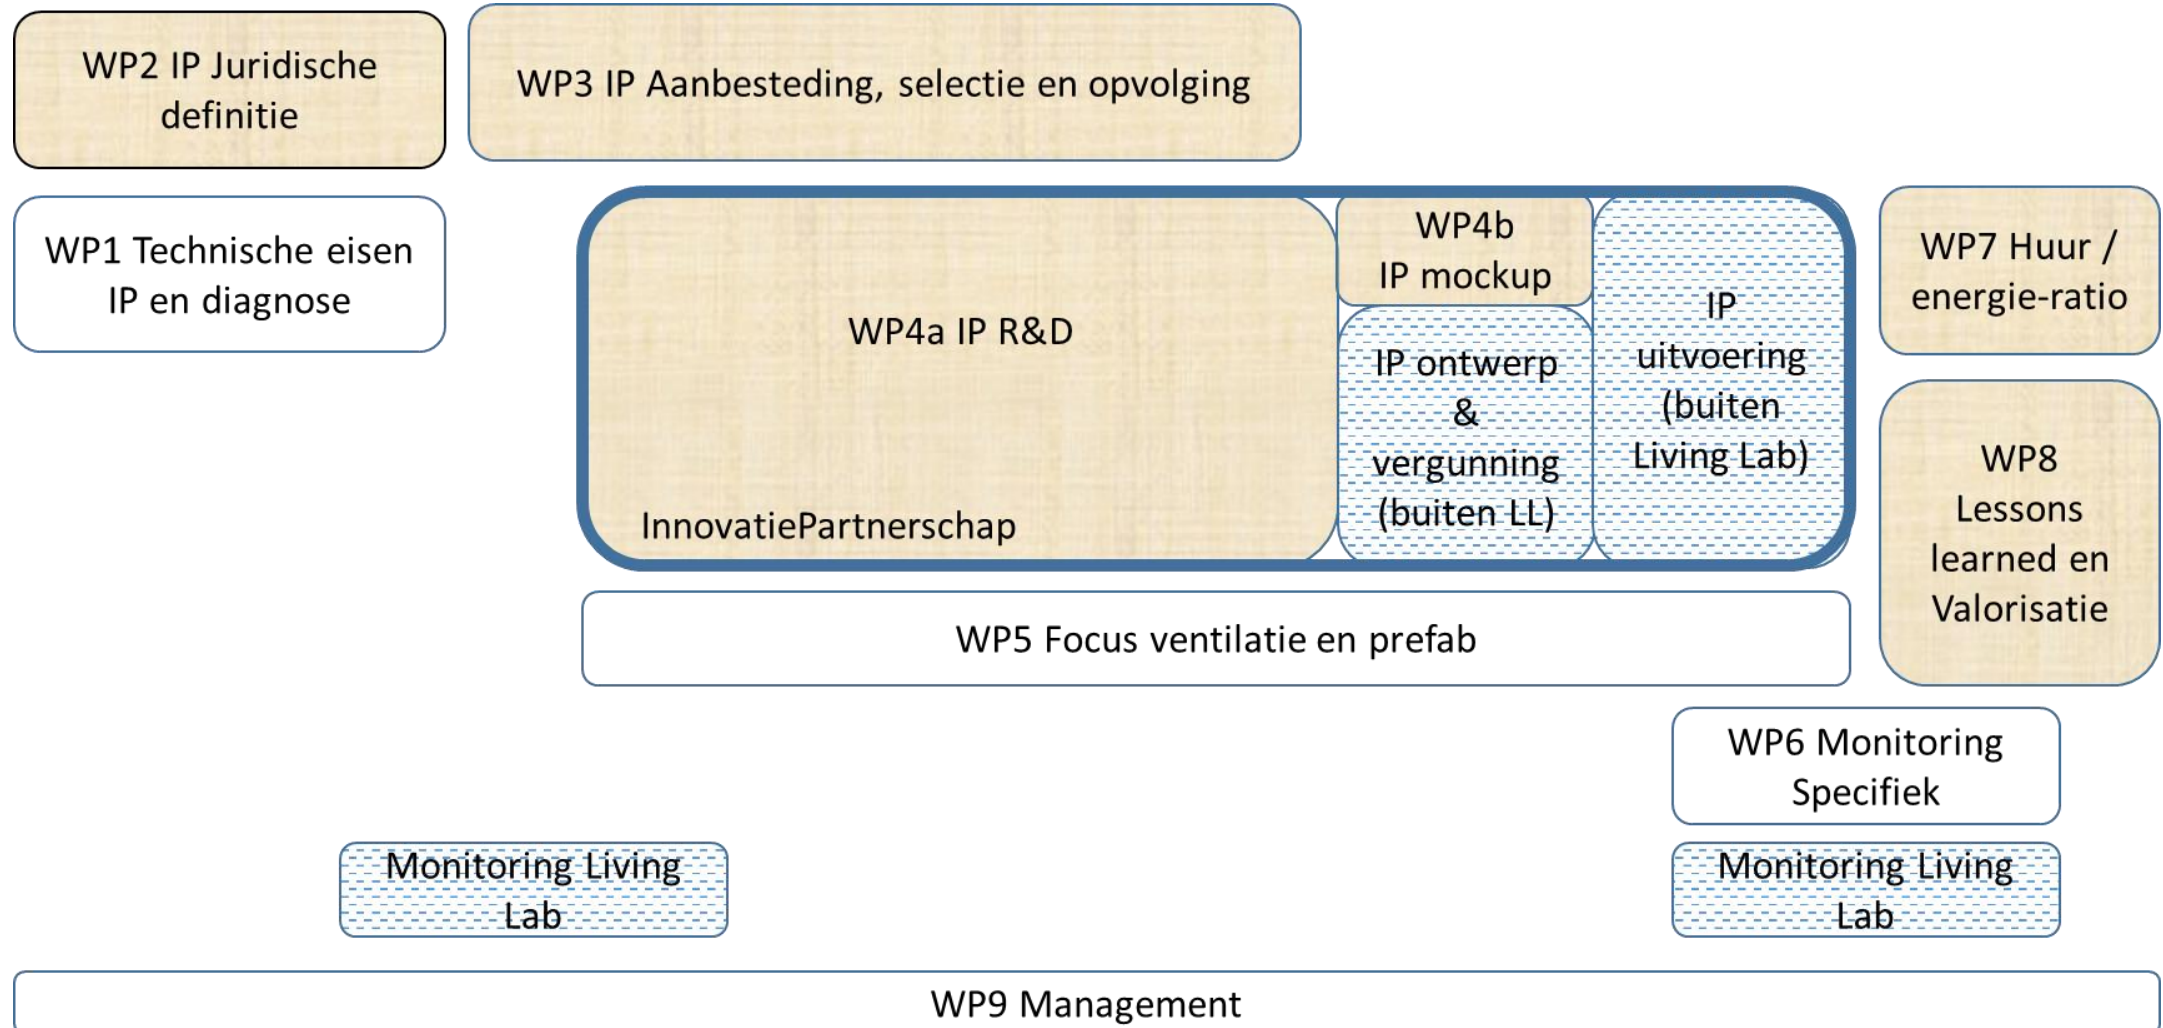 WP2 IP Juridische
definitie
WP3 IP Aanbesteding, selectie en opvolging
WP1 Technische eisen
IP en diagnose
WP4a IP R&D
InnovatiePartnerschap
WP4b
IP mockup
IP ontwerp
&
vergunning
(buiten LL)
IP
uitvoering
(buiten
Living Lab)
WP7 Huur /
energie-ratio
WP8
Lessons
learned en
Valorisatie
WP5 Focus ventilatie en prefab
WP6 Monitoring
Specifiek
Monitoring Living
Lab
Monitoring Living
Lab
WP9 Management